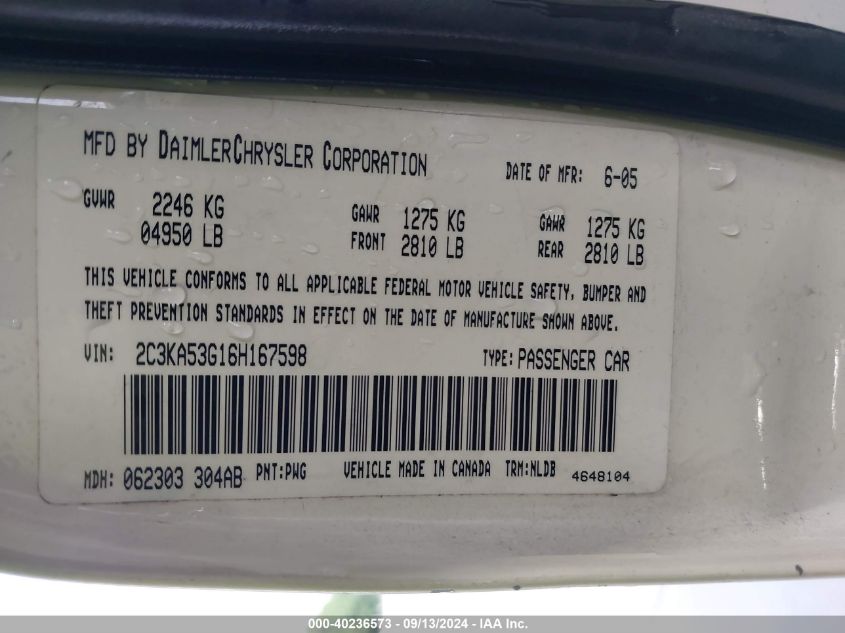 MFD BY DAIMLERCHRYSLER CORPORATION DATE OF MFR: 6-05
GVWR 2246 KG GAWR 1275 KG GAWR 1275 KG
04950 LB FRONT 2810 LB REAR 2810 LB
THIS VEHICLE CONFORMS TO ALL APPLICABLE FEDERAL MOTOR VEHICLE SAFETY, BUMPER AND
THEFT PREVENTION STANDARDS IN EFFECT ON THE DATE OF MANUFACTURE SHOWN ABOVE.
VIN: 2C3KA53G16H167598 TYPE: PASSENGER CAR
MDH: 062303 304AB PNT:PWG VEHICLE MADE IN CANADA TRM:NLDB 4648104
000-40236573 - 09/13/2024 - IAA Inc.